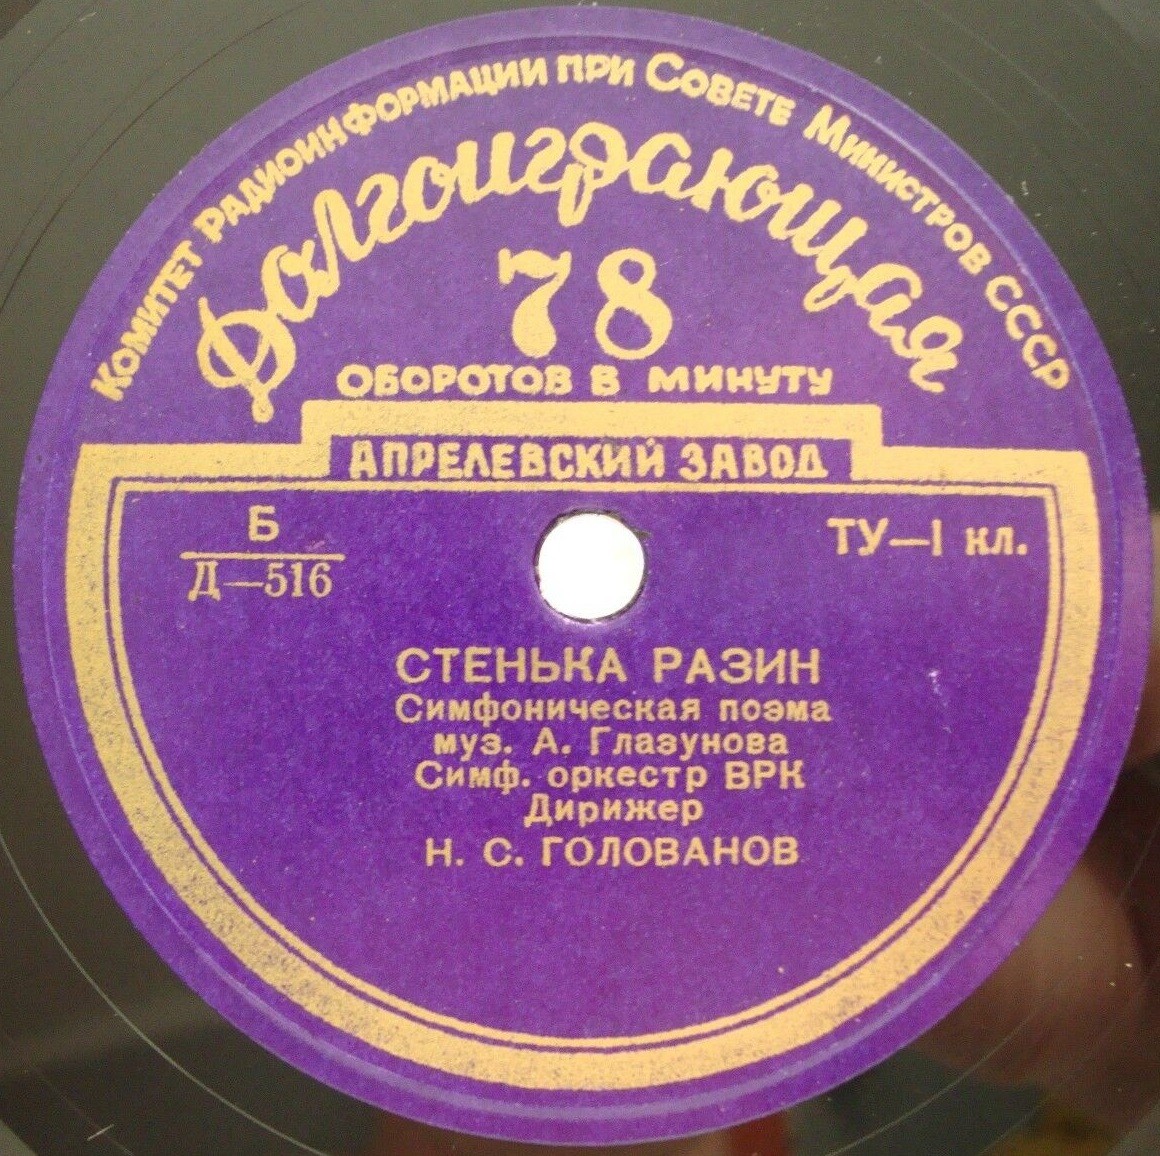 Комитет Радиоинформации при Совете Министров СССР
Долгоиграющая
78
ОБОРОТОВ В МИНУТУ
АПРЕЛЕВСКИЙ ЗАВОД
Б
Д—516
ТУ—I кл.
СТЕНЬКА РАЗИН
Симфоническая поэма
муз. А. Глазунова
Симф. оркестр ВРК
Дирижер
Н. С. ГОЛОВАНОВ